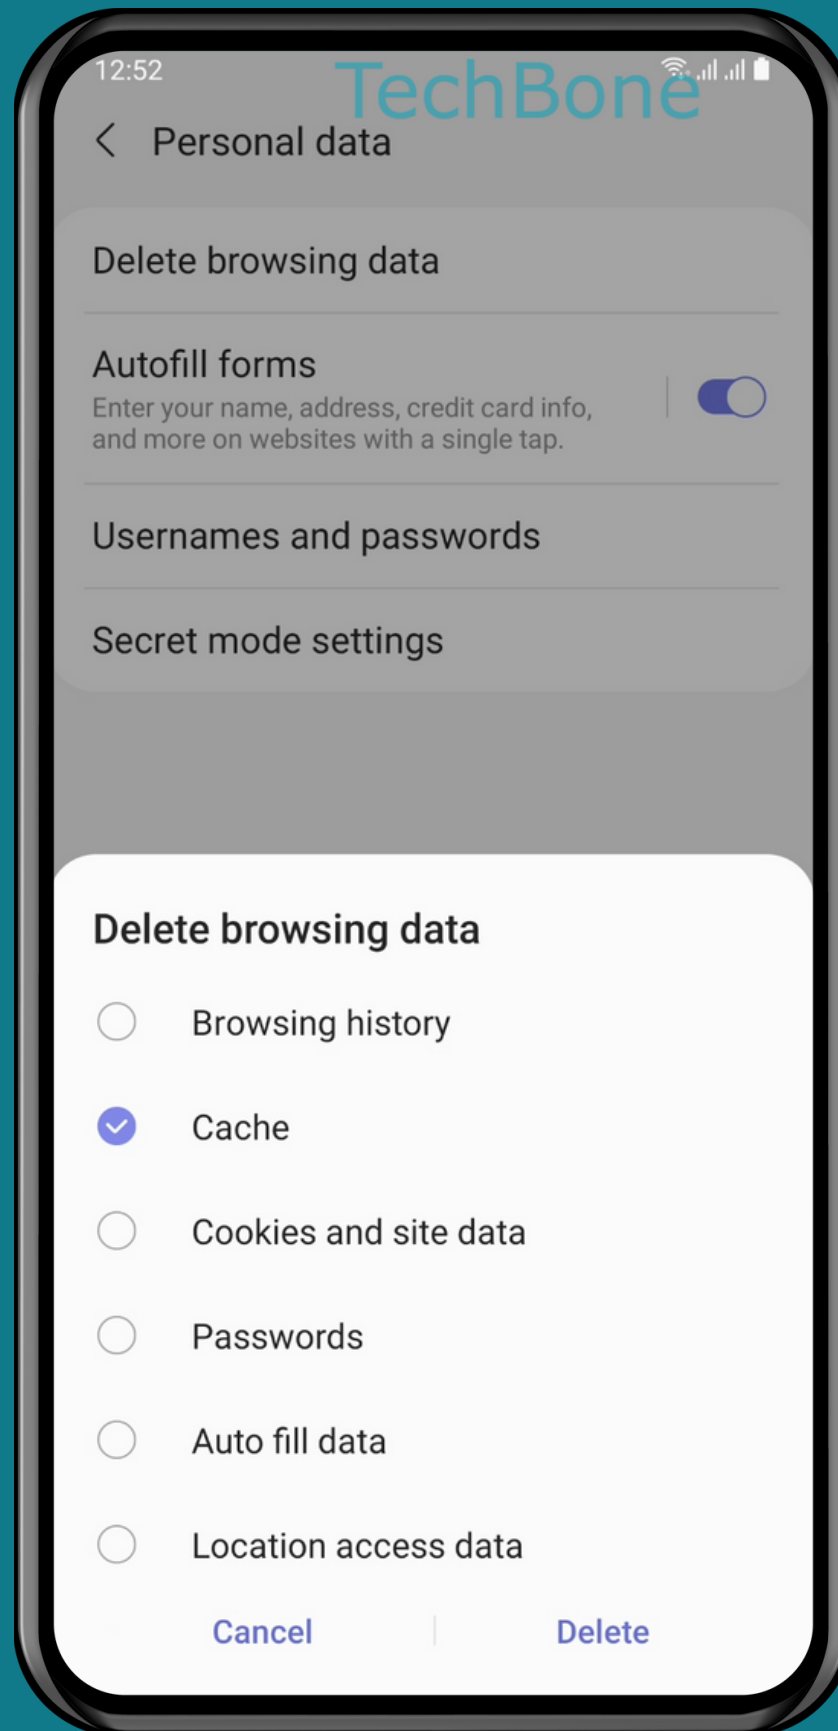 12:52
TechBone
Personal data
Delete browsing data
Autofill forms
Enter your name, address, credit card info,
and more on websites with a single tap.
Usernames and passwords
Secret mode settings
Delete browsing data
Browsing history
Cache
Cookies and site data
Passwords
Auto fill data
Location access data
Cancel
Delete